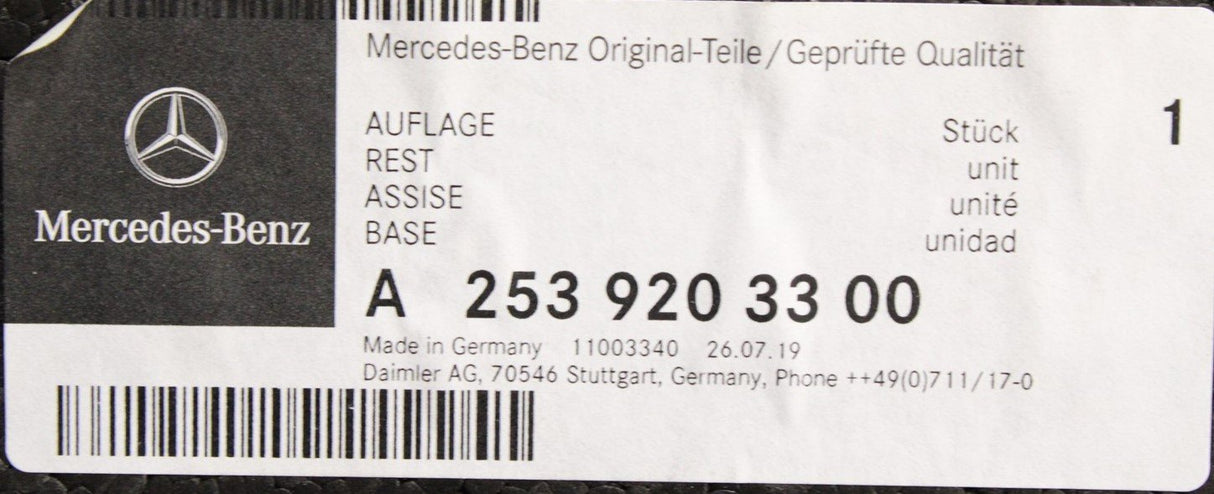 Mercedes-Benz Original-Teile/Geprüfte Qualität
AUFLAGE Stück 1
REST unit
ASSISE unité
BASE unidad
Mercedes-Benz
A 253 920 33 00
Made in Germany 11003340 26.07.19
Daimler AG, 70546 Stuttgart, Germany, Phone ++49(0)711/17-0